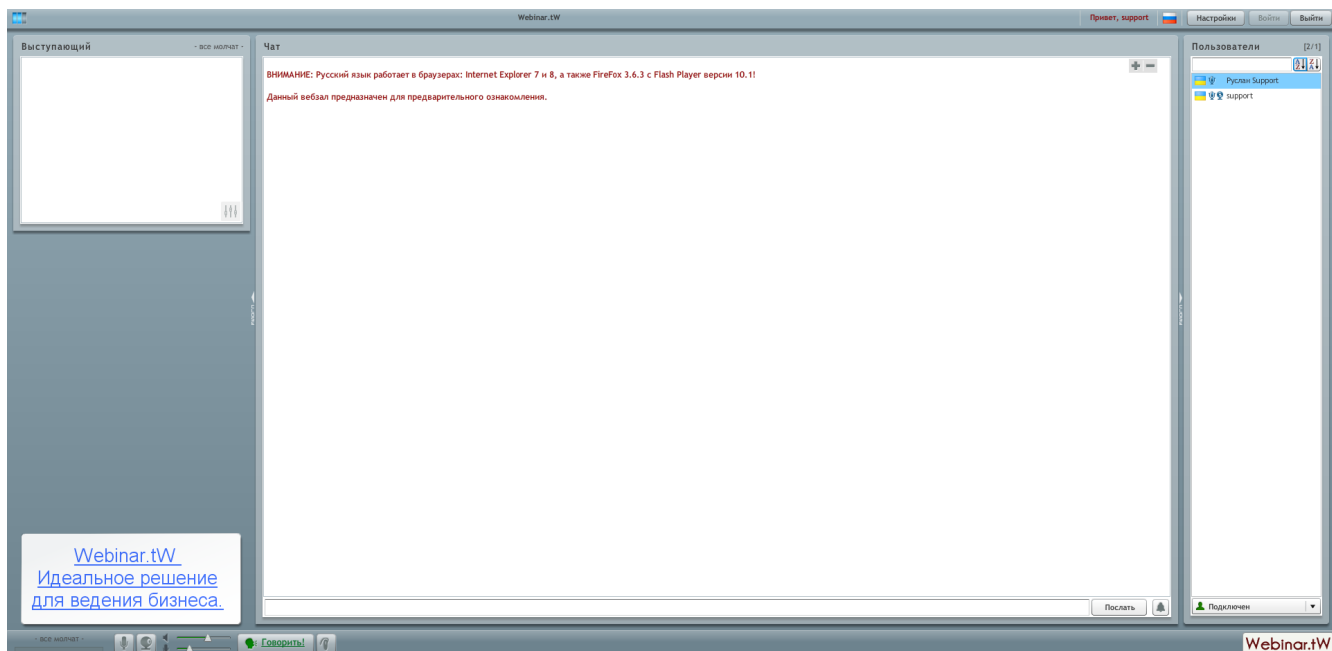 Webinar.tW
Привет, support
Настройки
Войти
Выйти
Выступающий
- все молчат -
Чат
Пользователи
[2/1]
ВНИМАНИЕ: Русский язык работает в браузерах: Internet Explorer 7 и 8, а также FireFox 3.6.3 с Flash Player версии 10.1!
Данный вебзал предназначен для предварительного ознакомления.
Руслан Support
support
Webinar.tW
Идеальное решение
для ведения бизнеса.
Послать
Подключен
- все молчат -
Говорить!
Webinar.tW